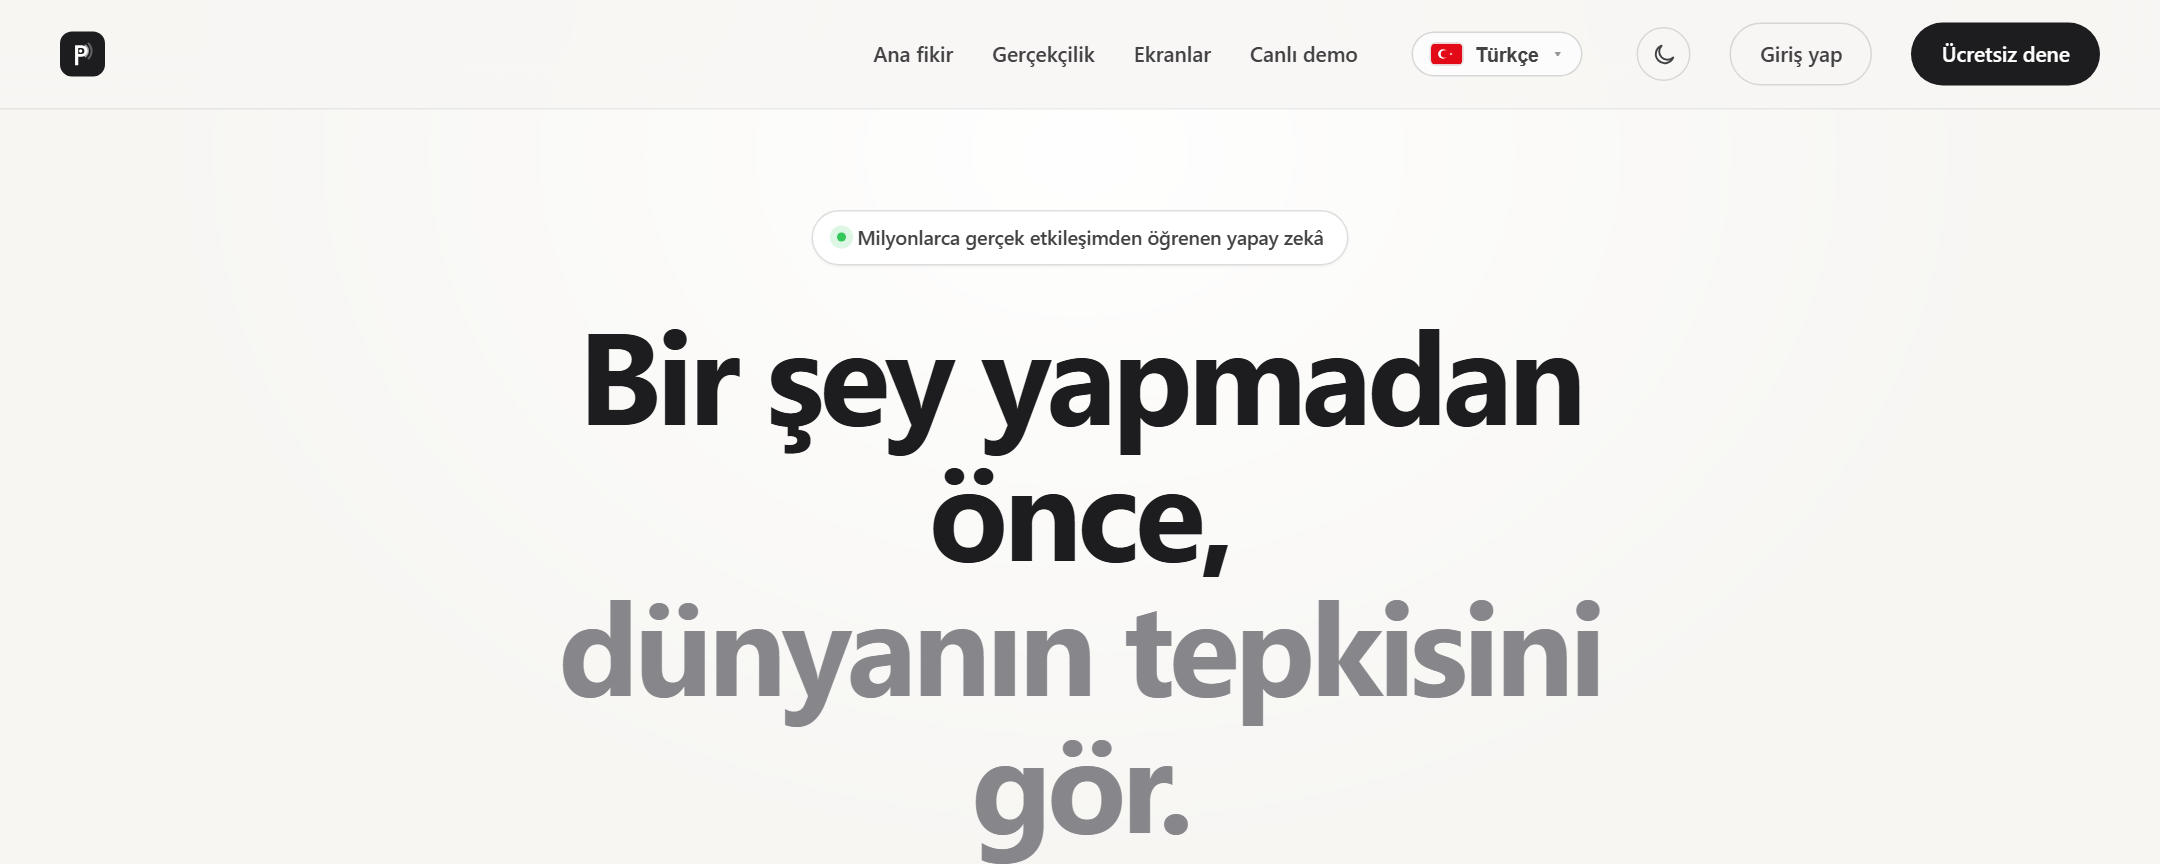 P
Ana fikir
Gerçekçilik
Ekranlar
Canlı demo
Türkçe
Giriş yap
Ücretsiz dene
Milyonlarca gerçek etkileşimden öğrenen yapay zekâ
Bir şey yapmadan
önce,
dünyanın tepkisini
gör.